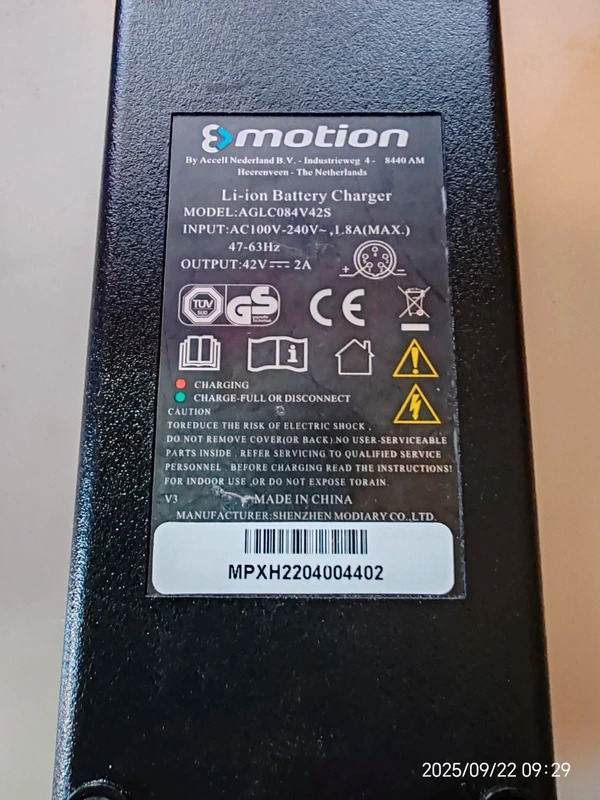 emotion
By Accell Nederland B.V. - Industrieweg 4 - 8440 AM
Heerenveen - The Netherlands
Li-ion Battery Charger
MODEL:AGLC084V42S
INPUT:AC100V-240V~,1.8A(MAX.)
47-63Hz
OUTPUT:42V⎓2A
- +
TÜV SÜD GS CE
i
CHARGING
CHARGE-FULL OR DISCONNECT
CAUTION
TOREDUCE THE RISK OF ELECTRIC SHOCK ,
DO NOT REMOVE COVER(OR BACK).NO USER-SERVICEABLE
PARTS INSIDE . REFER SERVICING TO QUALIFIED SERVICE
PERSONNEL . BEFORE CHARGING READ THE INSTRUCTIONS!
FOR INDOOR USE ,OR DO NOT EXPOSE TORAIN.
V3 MADE IN CHINA
MANUFACTURER:SHENZHEN MODIARY CO.,LTD.
MPXH2204004402
2025/09/22 09:29